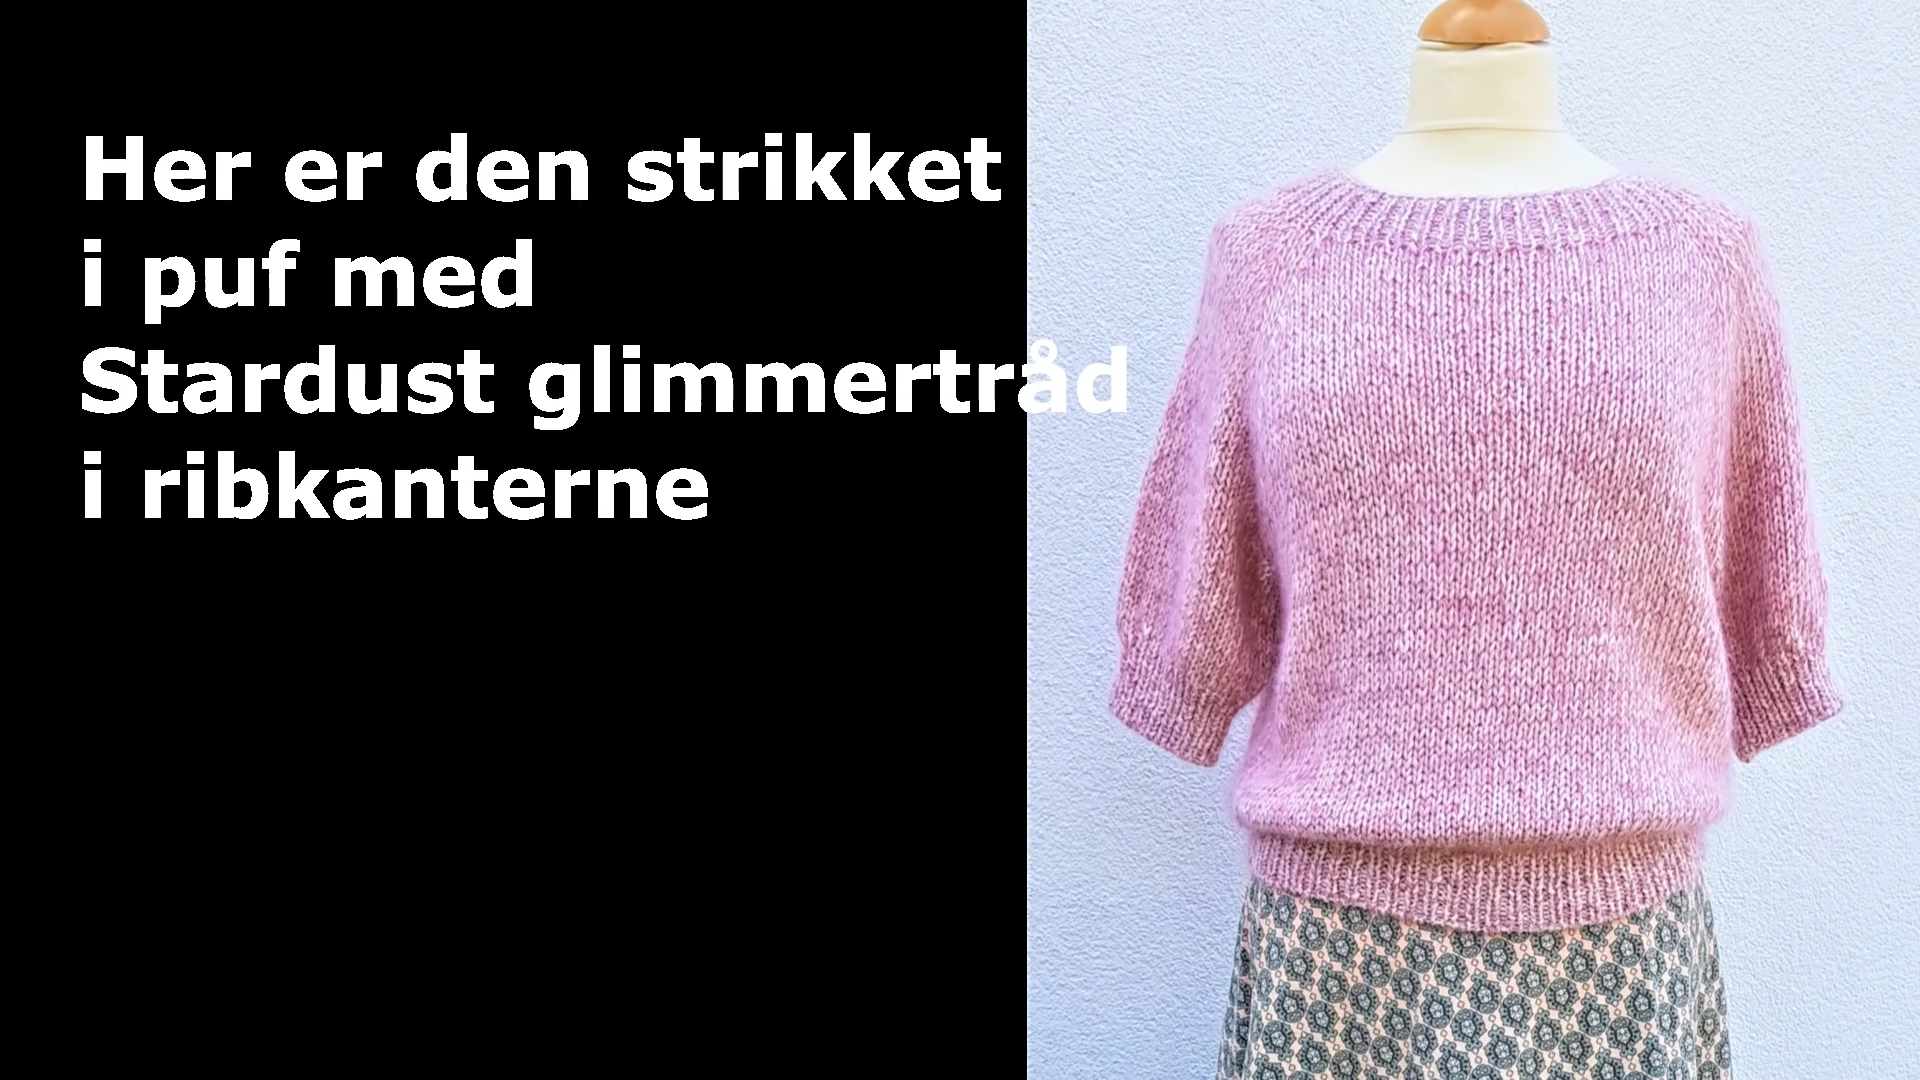 Her er den strikket
i puf med
Stardust glimmertråd
i ribkanterne